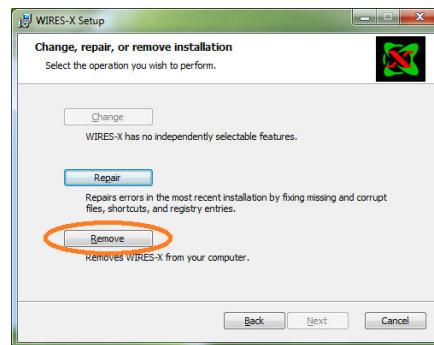 WIRES-X Setup
Change, repair, or remove installation
Select the operation you wish to perform.
Change
WIRES-X has no independently selectable features.
Repair
Repairs errors in the most recent installation by fixing missing and corrupt
files, shortcuts, and registry entries.
Remove
Removes WIRES-X from your computer.
Back Next Cancel